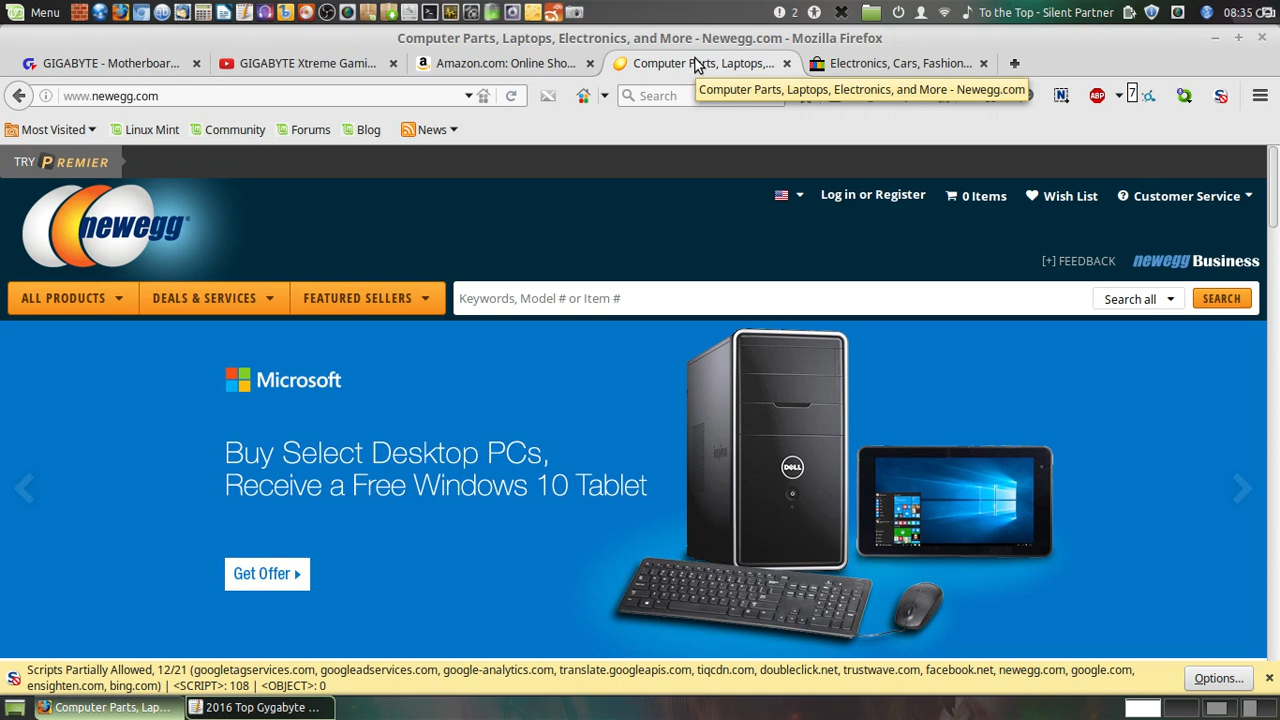 Menu
2
To the Top - Silent Partner
08:35
Computer Parts, Laptops, Electronics, and More - Newegg.com - Mozilla Firefox
GIGABYTE - Motherboard...
GIGABYTE Xtreme Gami...
Amazon.com: Online Sho...
Computer Parts, Laptops,...
Electronics, Cars, Fashion...
www.newegg.com
Search
Computer Parts, Laptops, Electronics, and More - Newegg.com
ABP
7
Most Visited
Linux Mint
Community
Forums
Blog
News
TRY PREMIER
newegg
Log in or Register
0 Items
Wish List
Customer Service
[+] FEEDBACK
newegg Business
ALL PRODUCTS
DEALS & SERVICES
FEATURED SELLERS
Keywords, Model # or Item #
Search all
SEARCH
Microsoft
Buy Select Desktop PCs,
Receive a Free Windows 10 Tablet
DELL
Get Offer
Scripts Partially Allowed, 12/21 (googletagservices.com, googleadservices.com, google-analytics.com, translate.googleapis.com, tiqcdn.com, doubleclick.net, trustwave.com, facebook.net, newegg.com, google.com,
ensighten.com, bing.com) | <SCRIPT>: 108 | <OBJECT>: 0
Options...
Computer Parts, Lap...
2016 Top Gygabyte ...